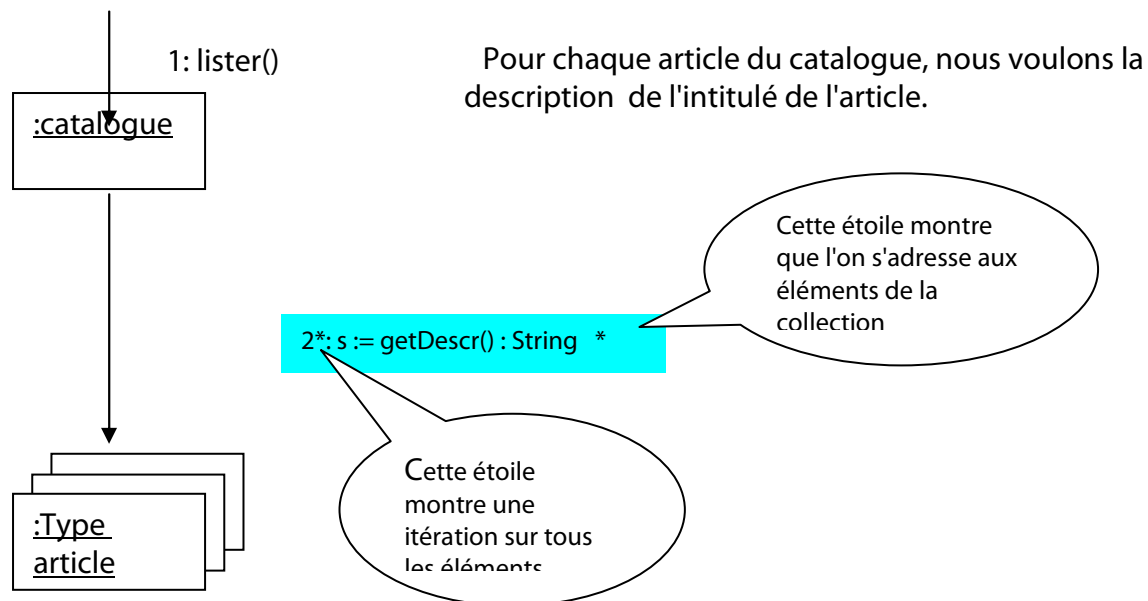 1: lister()
Pour chaque article du catalogue, nous voulons la
description de l'intitulé de l'article.
:catalogue
Cette étoile montre
que l'on s'adresse aux
éléments de la
collection
2*: s := getDescr() : String *
Cette étoile
montre une
itération sur tous
les éléments
:Type
article